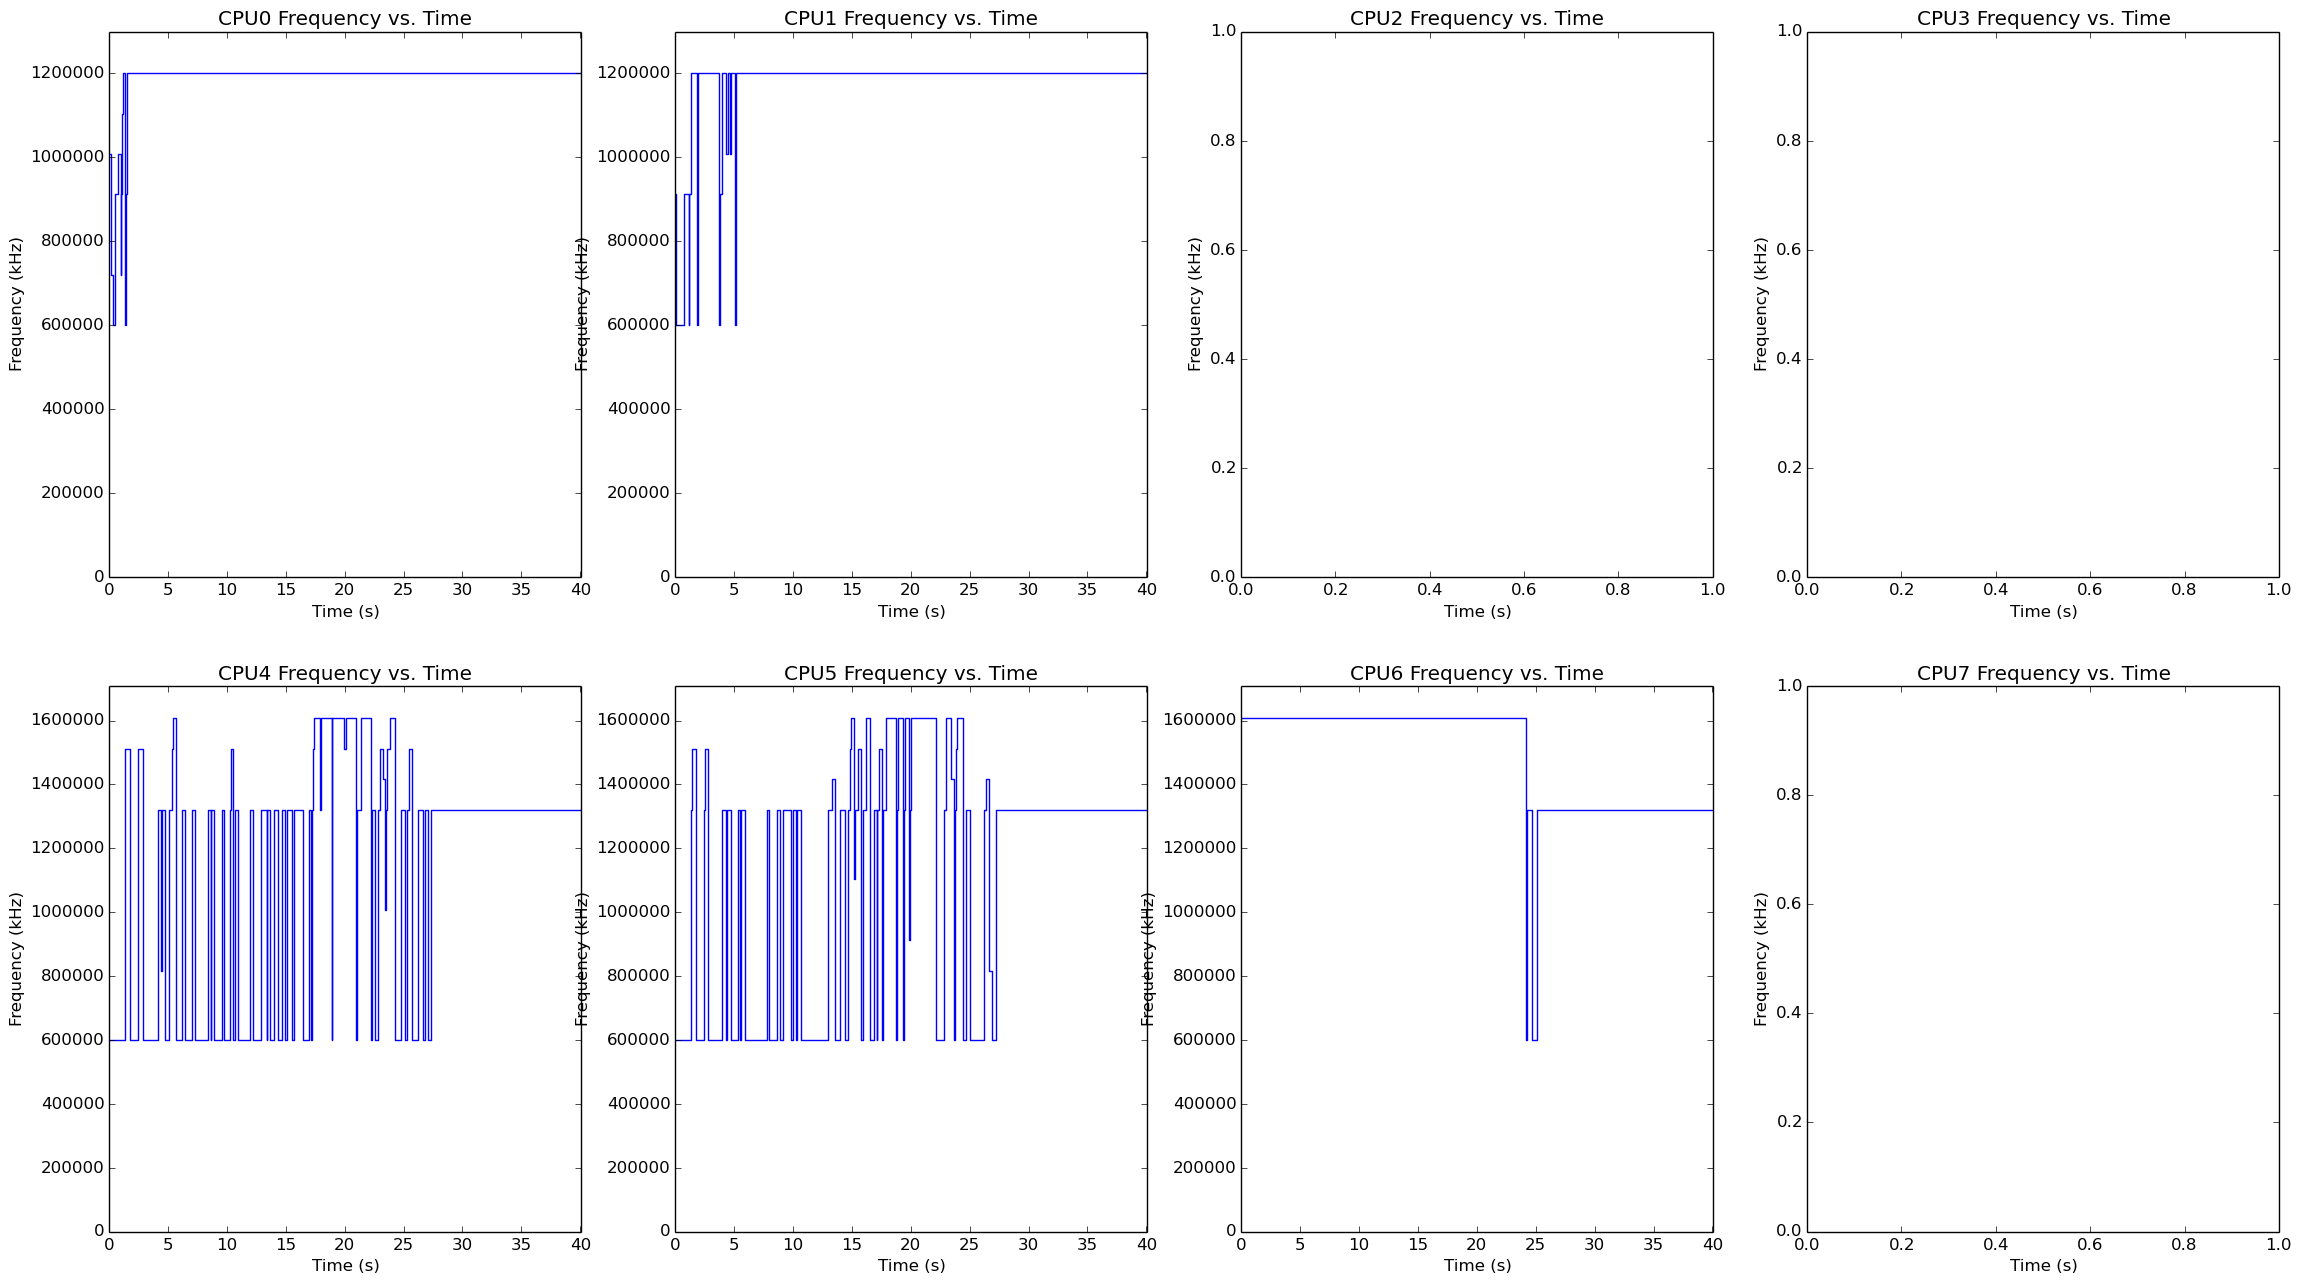 CPU0 Frequency vs. Time
1200000
1000000
800000
600000
400000
200000
0
Frequency (kHz)
0 5 10 15 20 25 30 35 40
Time (s)
CPU1 Frequency vs. Time
1200000
1000000
800000
600000
400000
200000
0
Frequency (kHz)
0 5 10 15 20 25 30 35 40
Time (s)
CPU2 Frequency vs. Time
1.0
0.8
0.6
0.4
0.2
0.0
Frequency (kHz)
0.0 0.2 0.4 0.6 0.8 1.0
Time (s)
CPU3 Frequency vs. Time
1.0
0.8
0.6
0.4
0.2
0.0
Frequency (kHz)
0.0 0.2 0.4 0.6 0.8 1.0
Time (s)
CPU4 Frequency vs. Time
1600000
1400000
1200000
1000000
800000
600000
400000
200000
0
Frequency (kHz)
0 5 10 15 20 25 30 35 40
Time (s)
CPU5 Frequency vs. Time
1600000
1400000
1200000
1000000
800000
600000
400000
200000
0
Frequency (kHz)
0 5 10 15 20 25 30 35 40
Time (s)
CPU6 Frequency vs. Time
1600000
1400000
1200000
1000000
800000
600000
400000
200000
0
Frequency (kHz)
0 5 10 15 20 25 30 35 40
Time (s)
CPU7 Frequency vs. Time
1.0
0.8
0.6
0.4
0.2
0.0
Frequency (kHz)
0.0 0.2 0.4 0.6 0.8 1.0
Time (s)